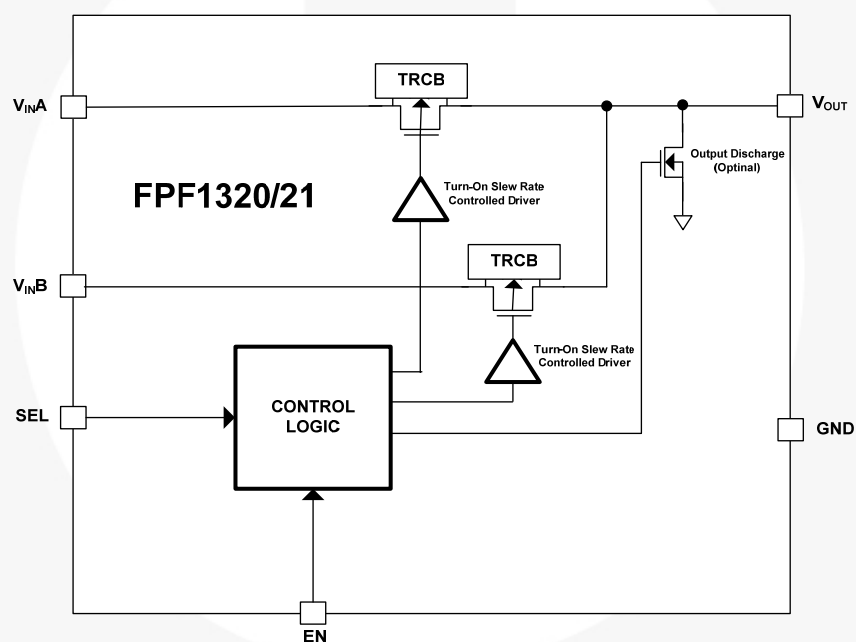 TRCB
VINA
VOUT
Output Discharge
(Optinal)
FPF1320/21
Turn-On Slew Rate
Controlled Driver
TRCB
VINB
Turn-On Slew Rate
Controlled Driver
CONTROL
LOGIC
SEL
GND
EN